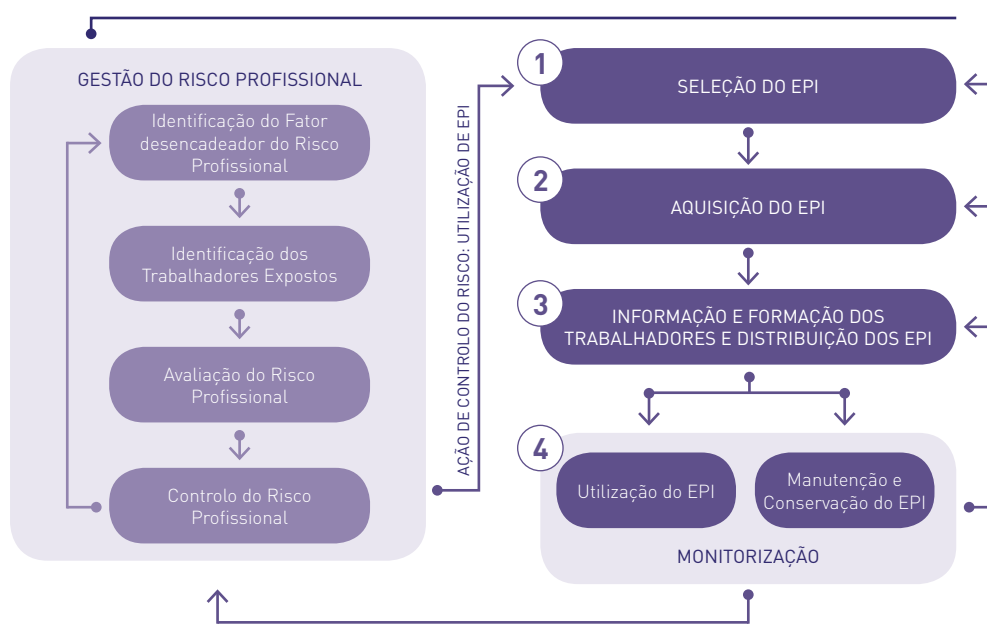 GESTÃO DO RISCO PROFISSIONAL
Identificação do Fator
desencadeador do Risco
Profissional
Identificação dos
Trabalhadores Expostos
Avaliação do Risco
Profissional
Controlo do Risco
Profissional
AÇÃO DE CONTROLO DO RISCO: UTILIZAÇÃO DE EPI
1
SELEÇÃO DO EPI
2
AQUISIÇÃO DO EPI
3
INFORMAÇÃO E FORMAÇÃO DOS
TRABALHADORES E DISTRIBUIÇÃO DOS EPI
4
Utilização do EPI
Manutenção e
Conservação do EPI
MONITORIZAÇÃO